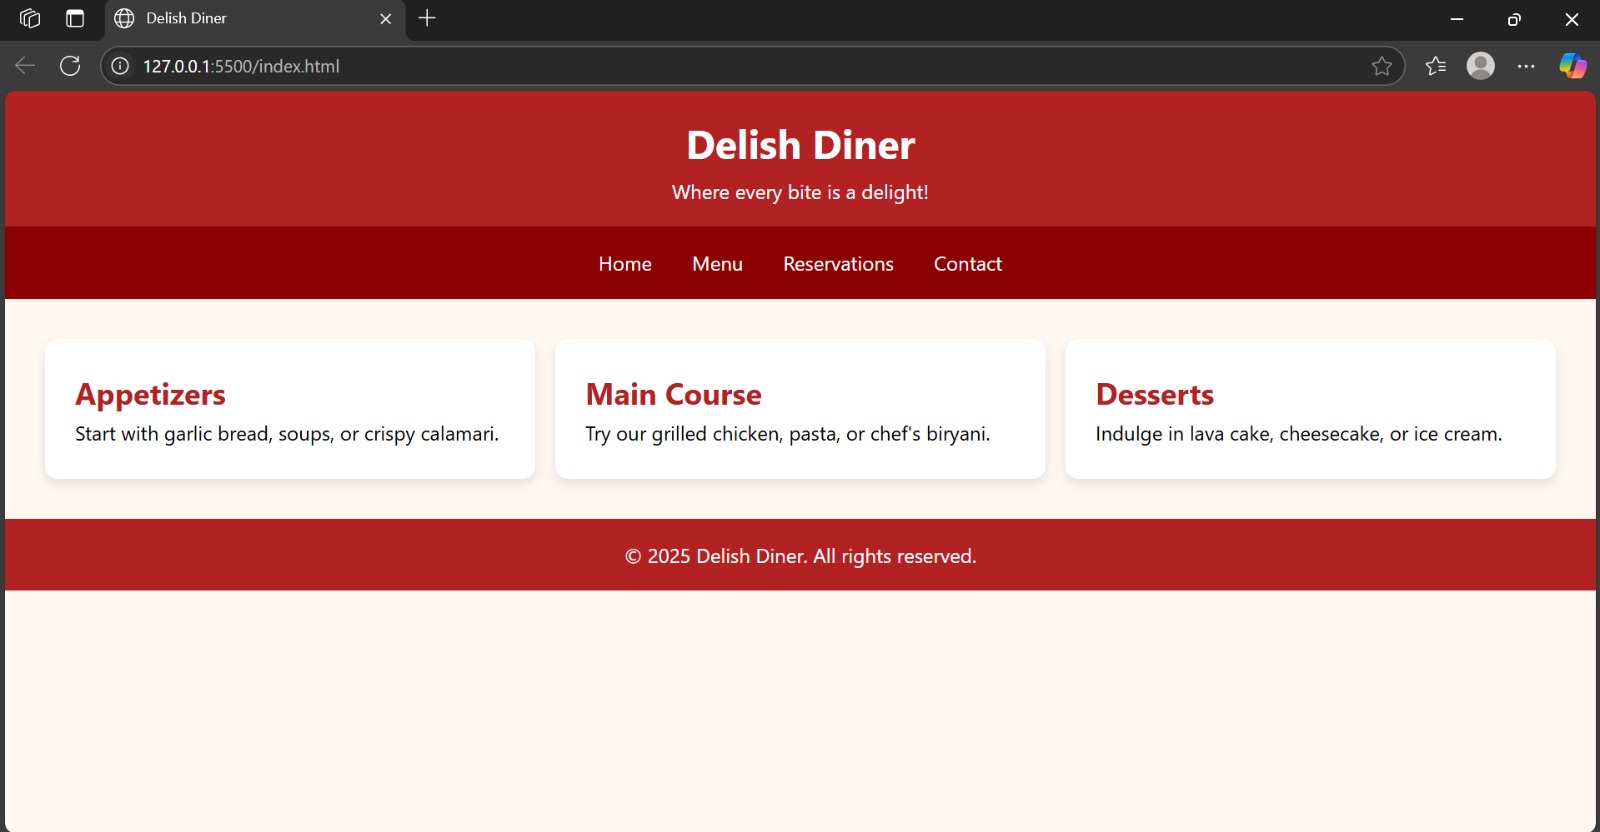 Delish Diner
127.0.0.1:5500/index.html
Delish Diner
Where every bite is a delight!
Home Menu Reservations Contact
Appetizers
Start with garlic bread, soups, or crispy calamari.
Main Course
Try our grilled chicken, pasta, or chef's biryani.
Desserts
Indulge in lava cake, cheesecake, or ice cream.
© 2025 Delish Diner. All rights reserved.